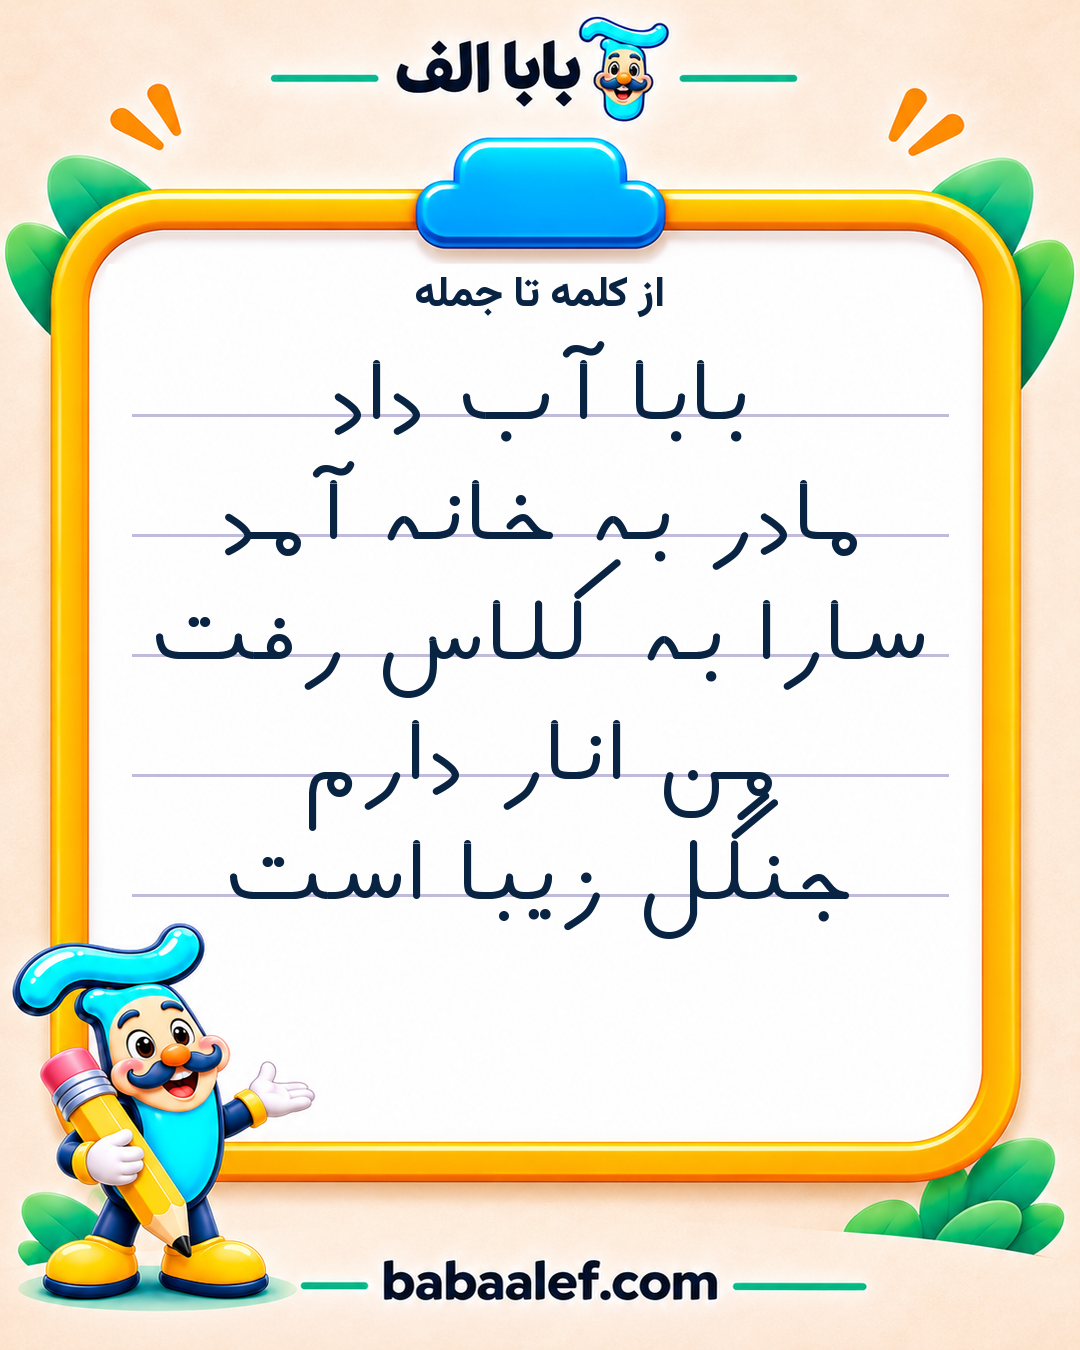 بابا الف
از کلمه تا جمله
بابا آب داد
مادر به خانه آمد
سارا به کلاس رفت
من انار دارم
جنگل زیبا است
babaalef.com